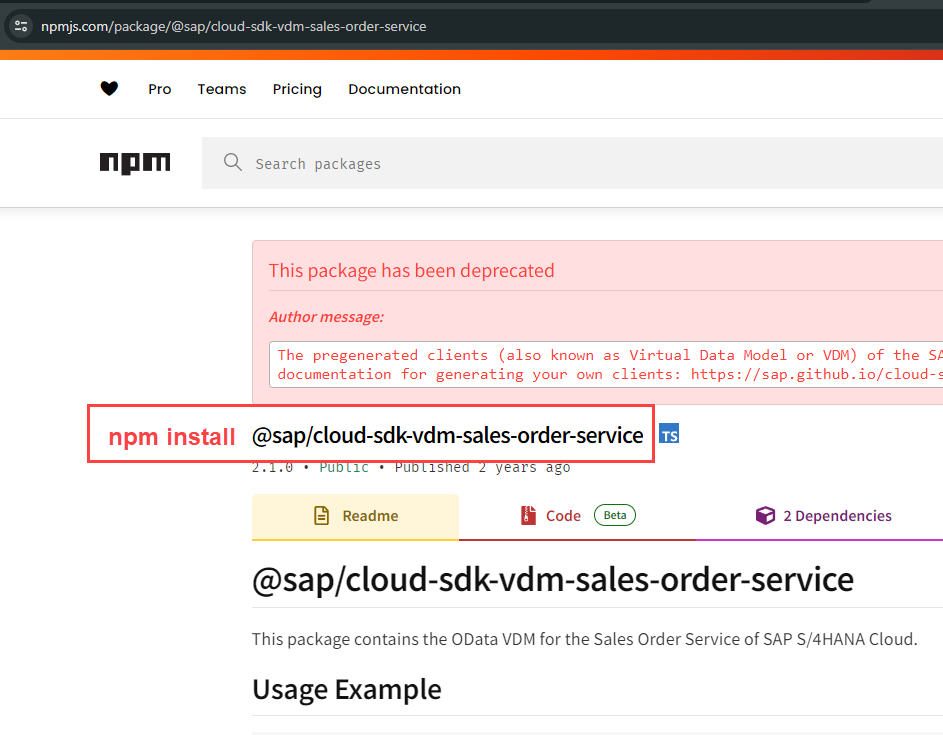 npmjs.com/package/@sap/cloud-sdk-vdm-sales-order-service
Pro Teams Pricing Documentation
npm
Search packages
This package has been deprecated
Author message:
The pregenerated clients (also known as Virtual Data Model or VDM) of the SA
documentation for generating your own clients: https://sap.github.io/cloud-s
npm install @sap/cloud-sdk-vdm-sales-order-service TS
2.1.0 • Public • Published 2 years ago
Readme Code Beta 2 Dependencies
@sap/cloud-sdk-vdm-sales-order-service
This package contains the OData VDM for the Sales Order Service of SAP S/4HANA Cloud.
Usage Example